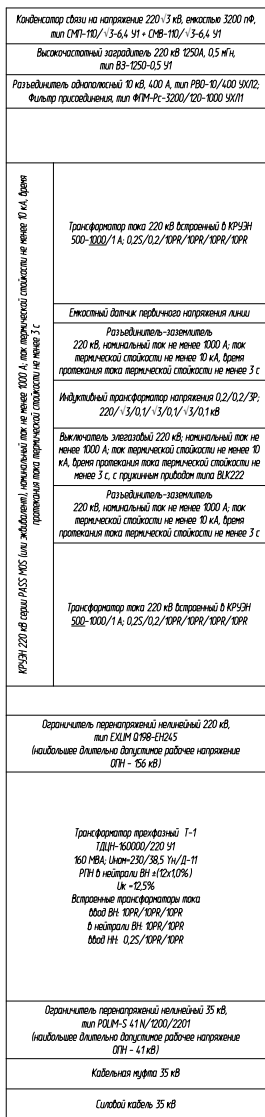 Конденсатор связи на напряжение 220√3 кВ, емкостью 3200 пФ,
тип СМП-110/√3-6,4 У1 + СМВ-110/√3-6,4 У1
Высокочастотный заградитель 220 кВ 1250А, 0,5 мГн,
тип ВЗ-1250-0,5 У1
Разъединитель однополюсный 10 кВ, 400 А, тип РВО-10/400 УХЛ2;
Фильтр присоединения, тип ФПМ-Рс-3200/120-1000 УХЛ1
КРУЭН 220 кВ серии PASS M0S (или эквивалент), номинальный ток не менее 1000 А; ток термической стойкости не менее 10 кА, время
протекания тока термической стойкости не менее 3 с
Трансформатор тока 220 кВ встроенный в КРУЭН
500-1000/1 А; 0,2S/0,2/10PR/10PR/10PR/10PR
Емкостный датчик первичного напряжения линии
Разъединитель-заземлитель
220 кВ, номинальный ток не менее 1000 А; ток
термической стойкости не менее 10 кА, время
протекания тока термической стойкости не менее 3 с
Индуктивный трансформатор напряжения 0,2/0,2/3Р;
220/√3/0,1/√3/0,1/√3/0,1 кВ
Выключатель элегазовый 220 кВ; номинальный ток не
менее 1000 А; ток термической стойкости не менее 10
кА, время протекания тока термической стойкости не
менее 3 с, с пружинным приводом типа BLK222
Разъединитель-заземлитель
220 кВ, номинальный ток не менее 1000 А; ток
термической стойкости не менее 10 кА, время
протекания тока термической стойкости не менее 3 с
Трансформатор тока 220 кВ встроенный в КРУЭН
500-1000/1 А; 0,2S/0,2/10PR/10PR/10PR/10PR
Ограничитель перенапряжений нелинейный 220 кВ,
тип EXLIM Q198-EH245
(наибольшее длительно допустимое рабочее напряжение
ОПН - 156 кВ)
Трансформатор трехфазный Т-1
ТДЦН-160000/220 У1
160 МВА; Uном=230/38,5 Yн/Д-11
РПН в нейтрали ВН ±(12х1,0%)
Uк =12,5%
Встроенные трансформаторы тока
ввод ВН: 10PR/10PR/10PR
в нейтрали ВН: 10PR/10PR
ввод НН: 0,2S/10PR/10PR
Ограничитель перенапряжений нелинейный 35 кВ,
тип POLIM-S 41 N/1200/2201
(наибольшее длительно допустимое рабочее напряжение
ОПН - 41 кВ)
Кабельная муфта 35 кВ
Силовой кабель 35 кВ